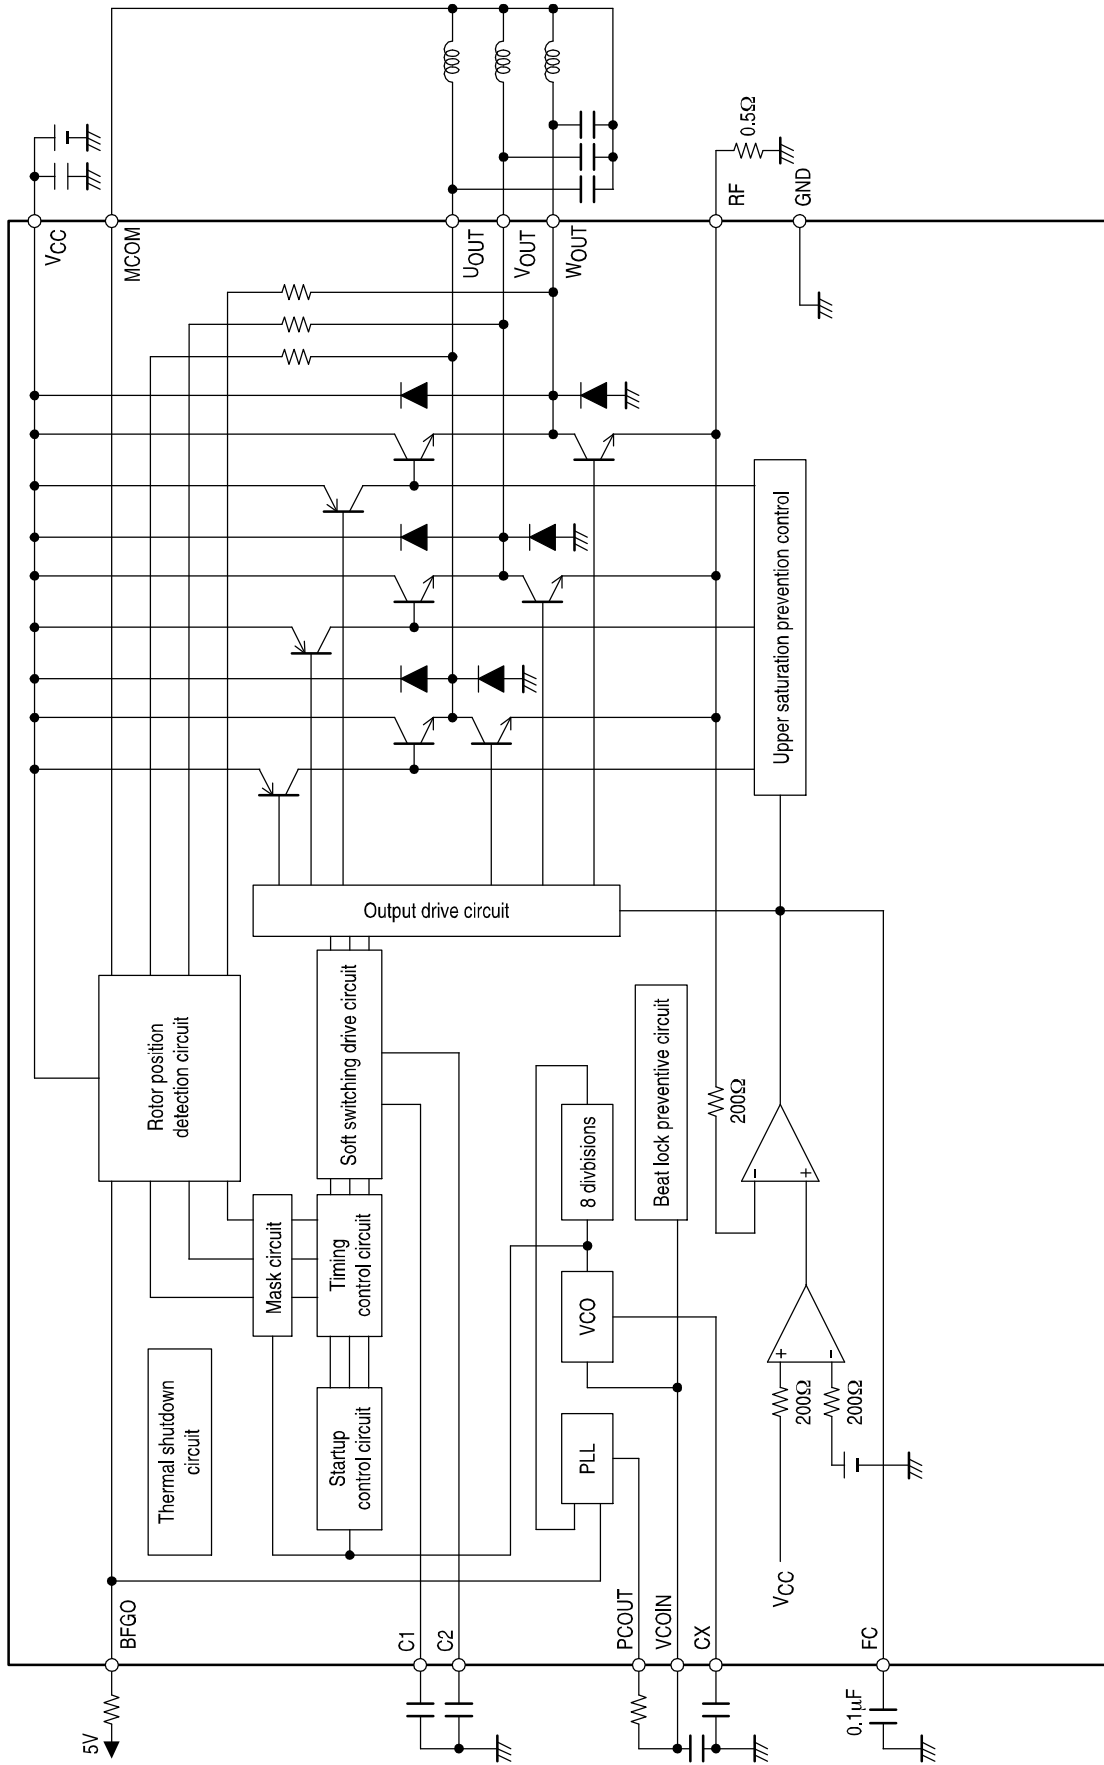 VCC
MCOM
UOUT
VOUT
WOUT
RF
0.5Ω
GND
Rotor position
detection circuit
Output drive circuit
Upper saturation prevention control
Soft switching drive circuit
Mask circuit
Timing
control circuit
Thermal shutdown
circuit
Startup
control circuit
8 divbisions
Beat lock preventive circuit
VCO
PLL
200Ω
-
+
+
-
200Ω
200Ω
VCC
BFGO
5V
C1
C2
PCOUT
VCOIN
CX
FC
0.1µF